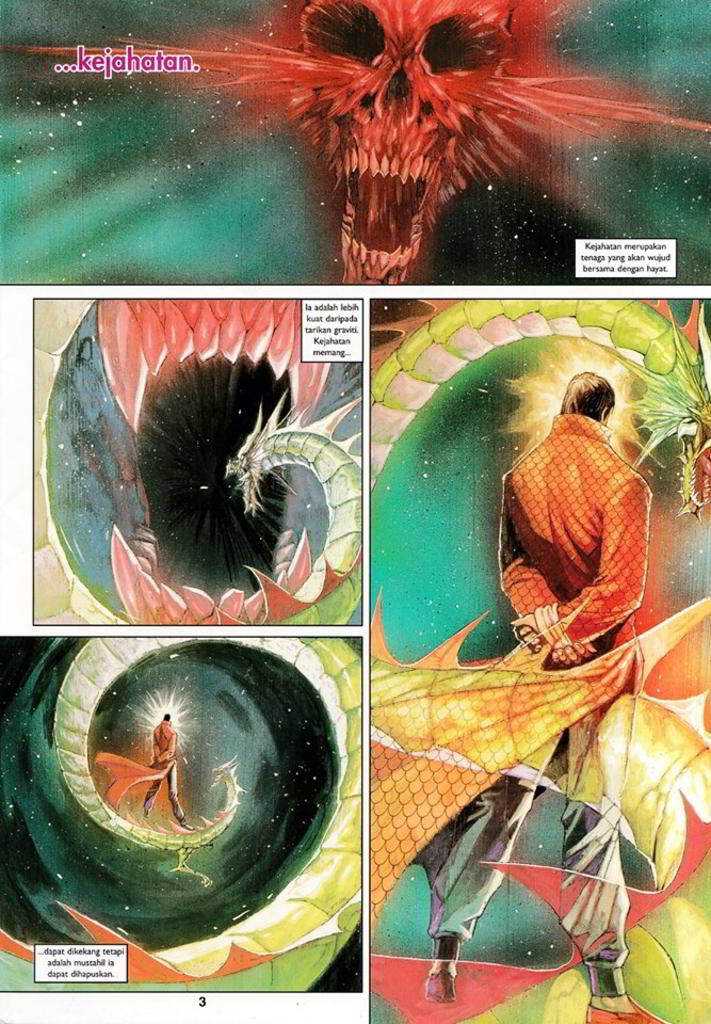 ...kejahatan.
Kejahatan merupakan
tenaga yang akan wujud
bersama dengan hayat.
Ia adalah lebih
kuat daripada
tarikan graviti.
Kejahatan
memang...
...dapat dikekang tetapi
adalah mustahil ia
dapat dihapuskan.
3